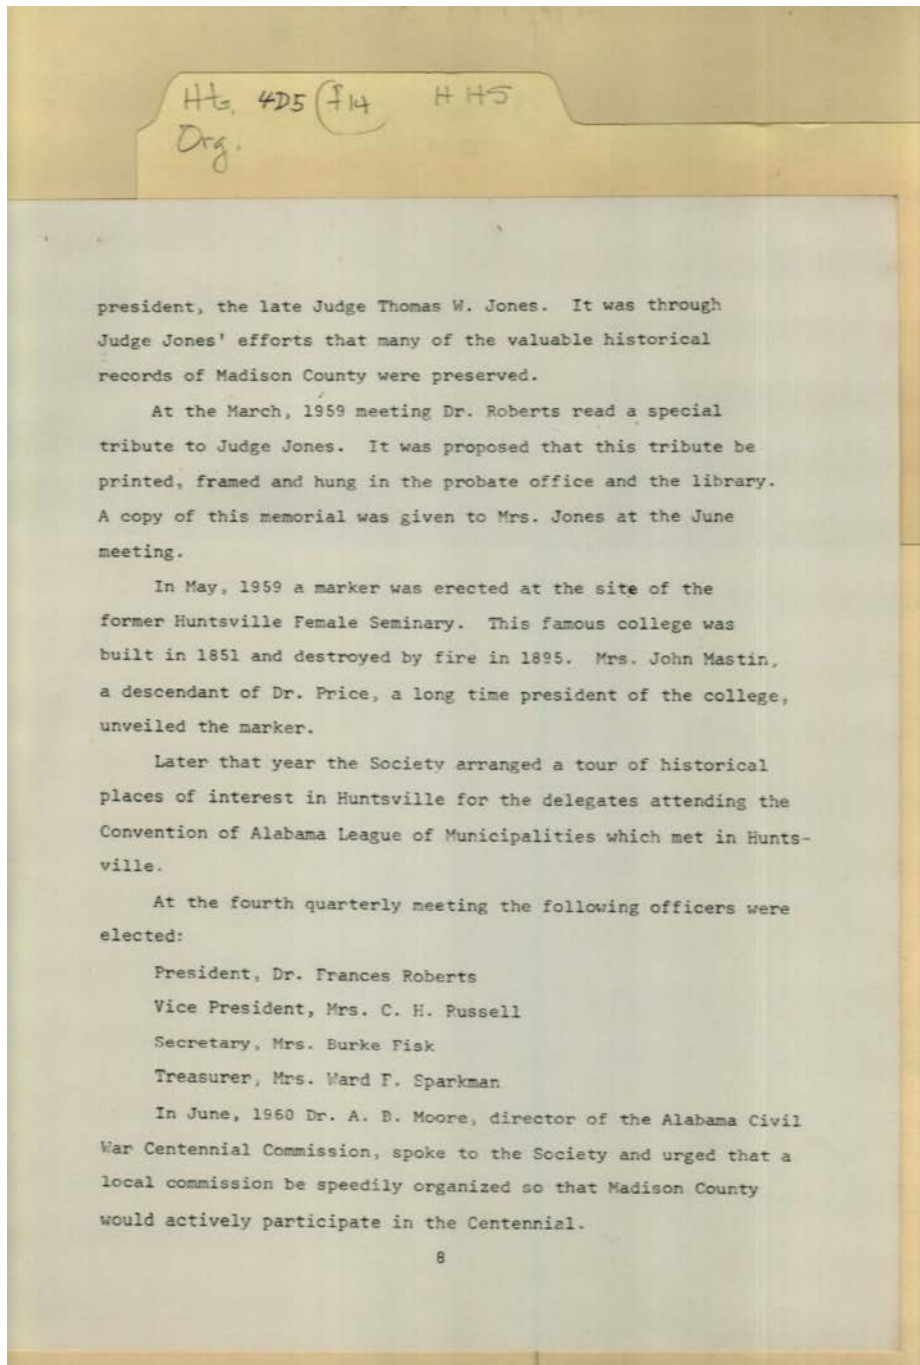 Hts. 4D5 (f14 HHS
Org.
president, the late Judge Thomas W. Jones. It was through
Judge Jones' efforts that many of the valuable historical
records of Madison County were preserved.
At the March, 1959 meeting Dr. Roberts read a special
tribute to Judge Jones. It was proposed that this tribute be
printed, framed and hung in the probate office and the library.
A copy of this memorial was given to Mrs. Jones at the June
meeting.
In May, 1959 a marker was erected at the site of the
former Huntsville Female Seminary. This famous college was
built in 1851 and destroyed by fire in 1895. Mrs. John Mastin,
a descendant of Dr. Price, a long time president of the college,
unveiled the marker.
Later that year the Society arranged a tour of historical
places of interest in Huntsville for the delegates attending the
Convention of Alabama League of Municipalities which met in Hunts-
ville.
At the fourth quarterly meeting the following officers were
elected:
President, Dr. Frances Roberts
Vice President, Mrs. C. H. Russell
Secretary, Mrs. Burke Fisk
Treasurer, Mrs. Ward F. Sparkman
In June, 1960 Dr. A. B. Moore, director of the Alabama Civil
War Centennial Commission, spoke to the Society and urged that a
local commission be speedily organized so that Madison County
would actively participate in the Centennial.
8